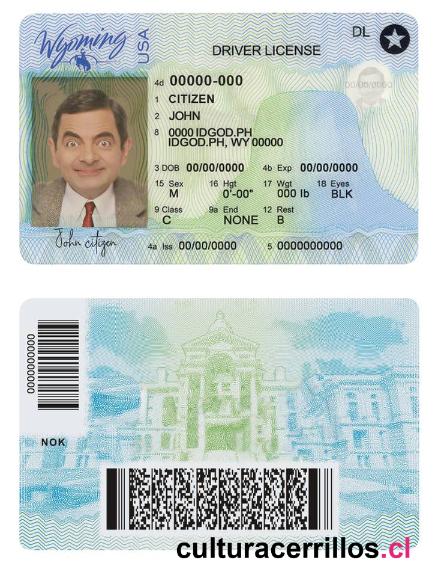 Wyoming
USA
DRIVER LICENSE
DL
4d 00000-000
1 CITIZEN
2 JOHN
8 0000 IDGOD.PH
IDGOD.PH, WY 00000
00/00/0000
3 DOB 00/00/0000 4b Exp 00/00/0000
15 Sex 16 Hgt 17 Wgt 18 Eyes
M 0'-00" 000 lb BLK
9 Class 9a End 12 Rest
C NONE B
John citizen
4a Iss 00/00/0000 5 0000000000
0000000000
NOK
culturacerrillos.cl